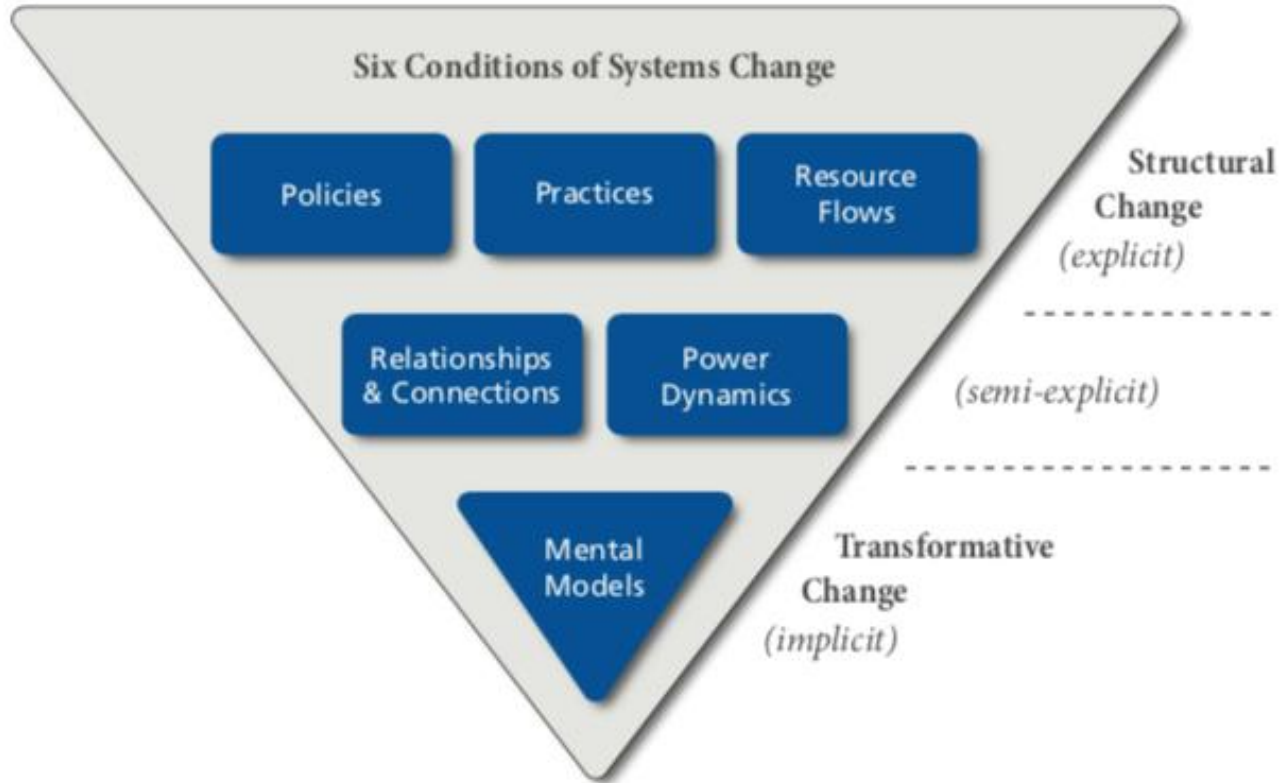 Six Conditions of Systems Change
Policies
Practices
Resource
Flows
Structural
Change
(explicit)
Relationships
& Connections
Power
Dynamics
(semi-explicit)
Mental
Models
Transformative
Change
(implicit)